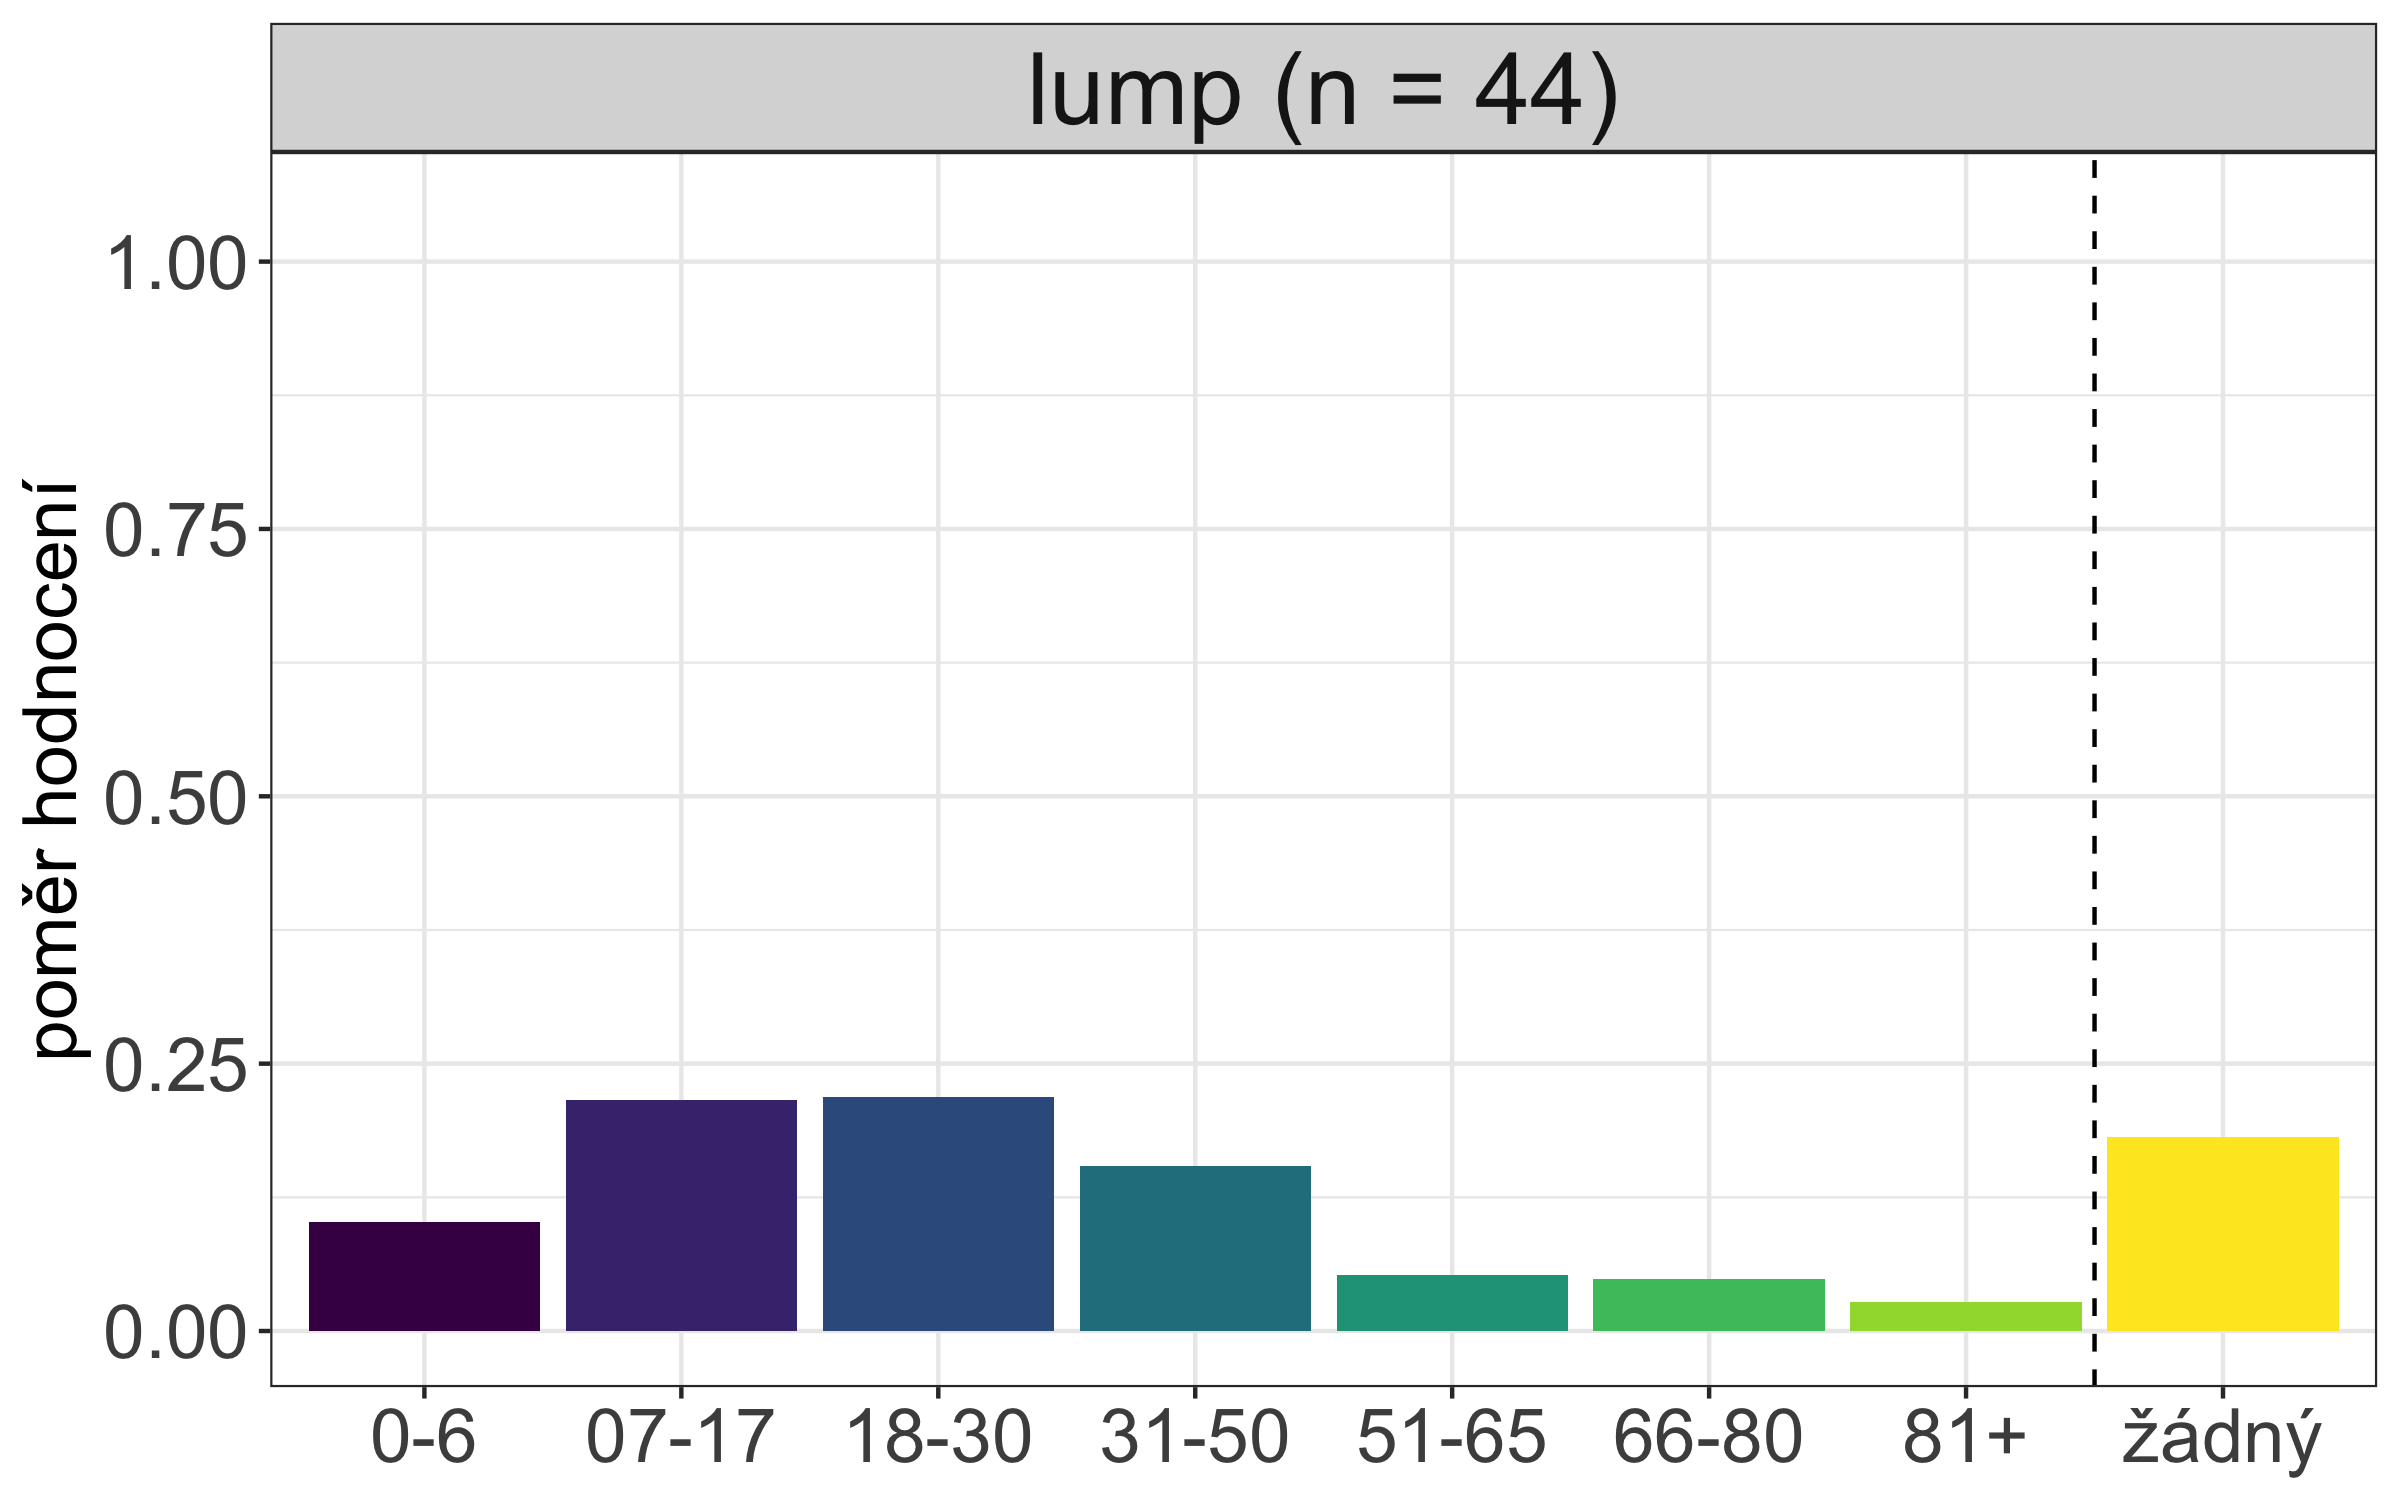 lump (n = 44)
poměr hodnocení
1.00
0.75
0.50
0.25
0.00
0-6 07-17 18-30 31-50 51-65 66-80 81+ žádný